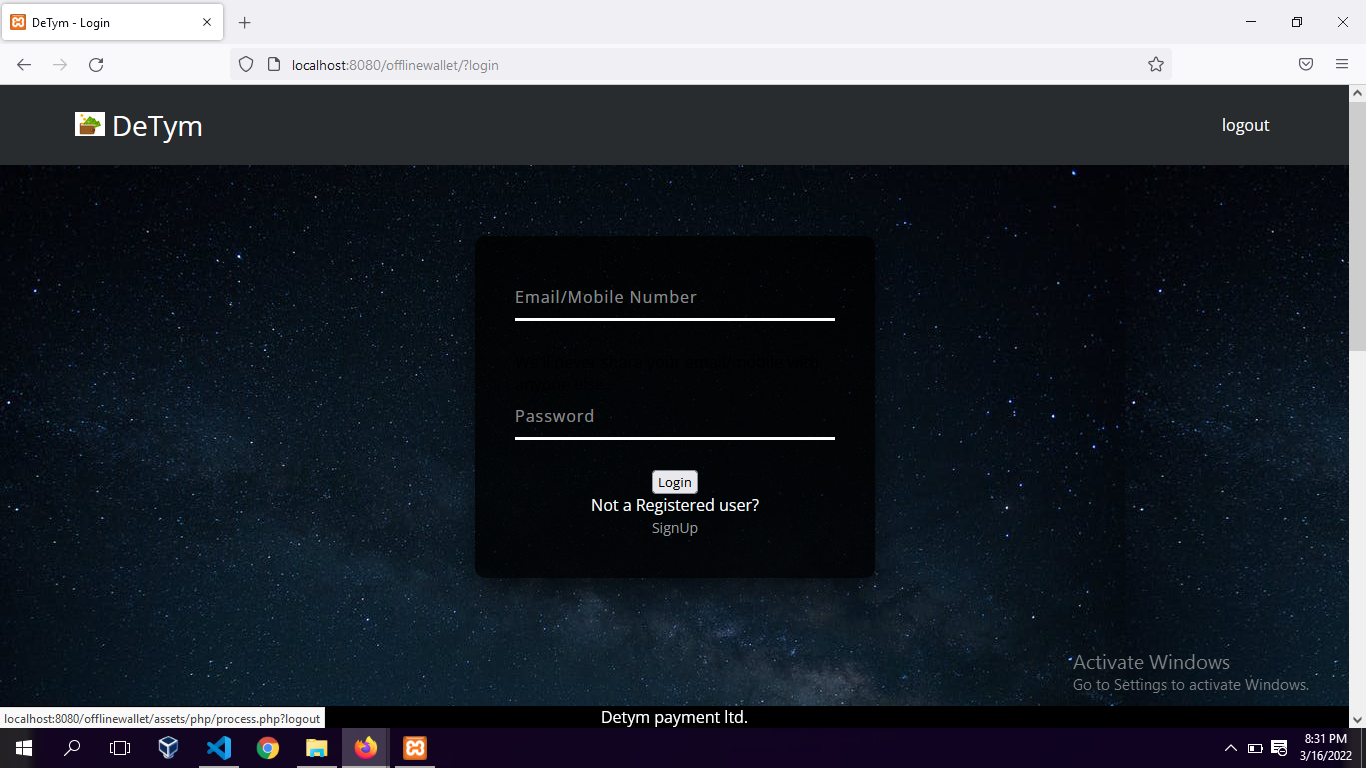 DeTym - Login
localhost:8080/offlinewallet/?login
DeTym
logout
Email/Mobile Number
We'll never share your email/mobile with
Password
Login
Not a Registered user?
SignUp
Activate Windows
Go to Settings to activate Windows.
localhost:8080/offlinewallet/assets/php/process.php?logout
Detym payment ltd.
8:31 PM
3/16/2022